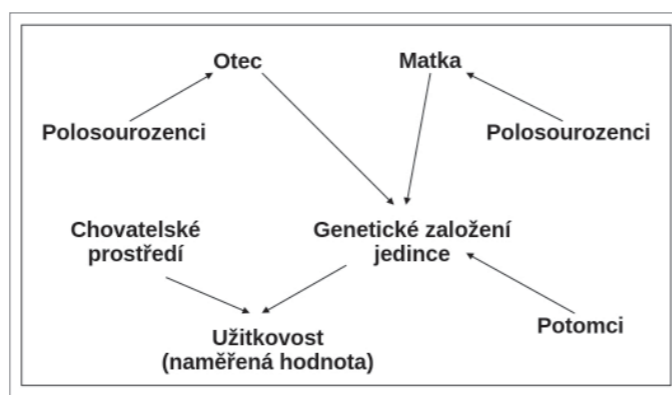 Otec
Matka
Polosourozenci
Polosourozenci
Chovatelské
prostředí
Genetické založení
jedince
Potomci
Užitkovost
(naměřená hodnota)